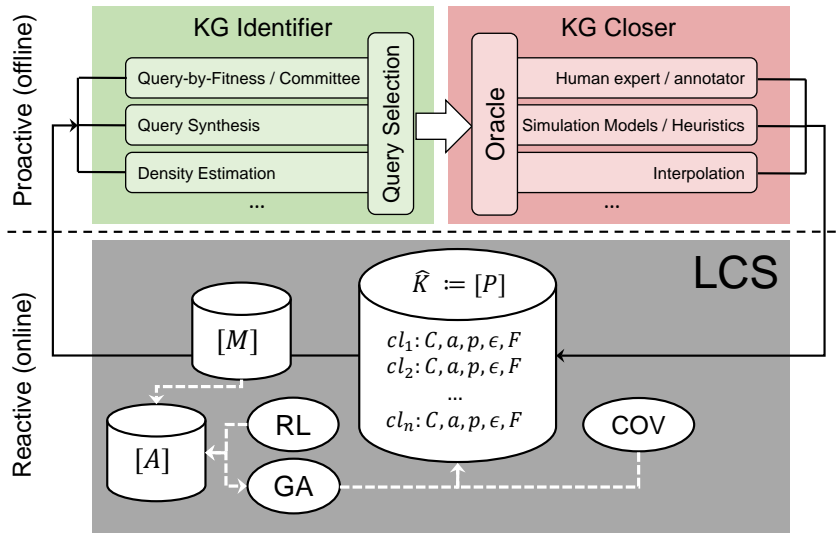 KG Identifier
KG Closer
Proactive (offline)
Query-by-Fitness / Committee
Query Synthesis
Density Estimation
...
Query Selection
Oracle
Human expert / annotator
Simulation Models / Heuristics
Interpolation
...
Reactive (online)
LCS
K̂ ≔ [P]
cl₁: C, a, p, ϵ, F
cl₂: C, a, p, ϵ, F
...
clₙ: C, a, p, ϵ, F
[M]
[A]
RL
GA
COV